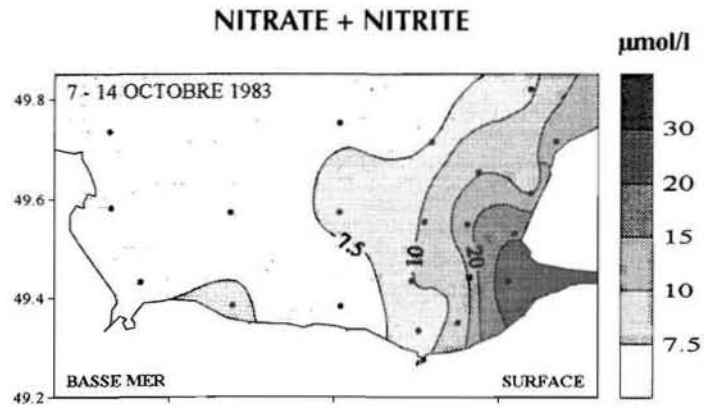 NITRATE + NITRITE
µmol/l
7 - 14 OCTOBRE 1983
49.8
49.6
49.4
49.2
7.5
10
20
BASSE MER
SURFACE
30
20
15
10
7.5